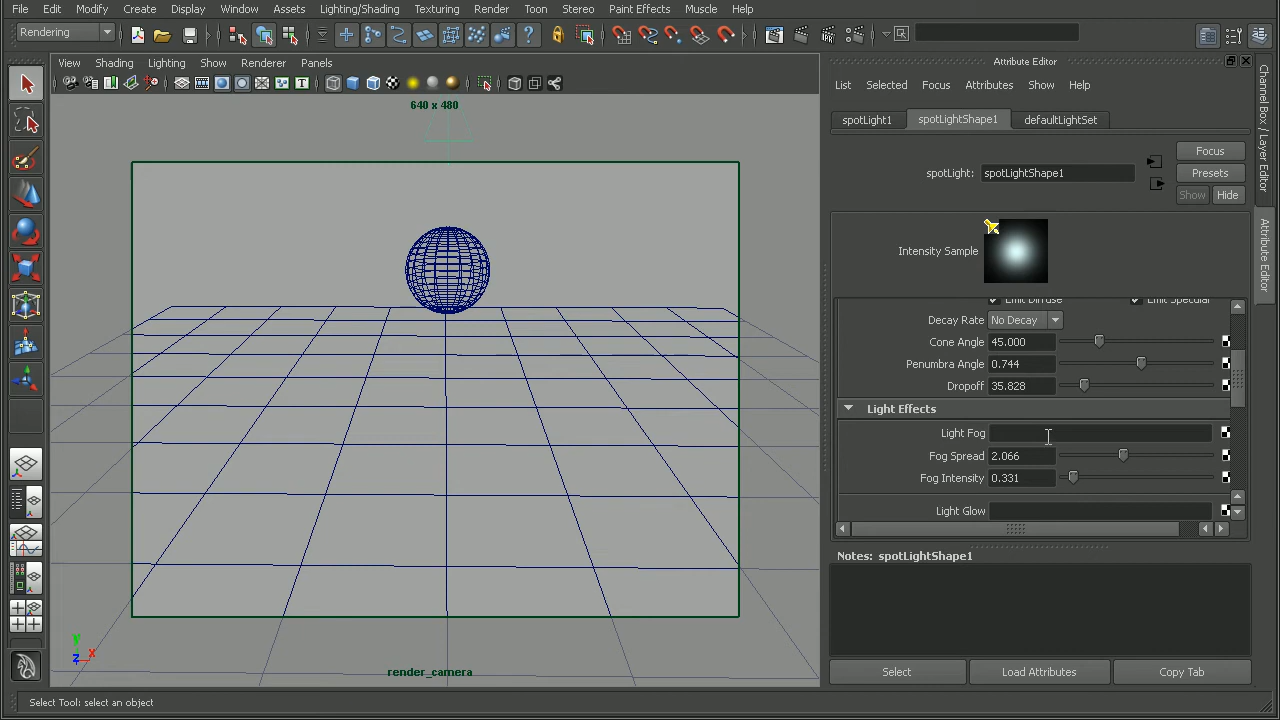 File Edit Modify Create Display Window Assets Lighting/Shading Texturing Render Toon Stereo Paint Effects Muscle Help
Rendering
Attribute Editor
View Shading Lighting Show Renderer Panels
List Selected Focus Attributes Show Help
640 x 480
spotLight1 spotLightShape1 defaultLightSet
Focus
spotLight: spotLightShape1 Presets
Show Hide
Intensity Sample
Emit Diffuse Emit Specular
Decay Rate No Decay
Cone Angle 45.000
Penumbra Angle 0.744
Dropoff 35.828
Light Effects
Light Fog
Fog Spread 2.066
Fog Intensity 0.331
Light Glow
Notes: spotLightShape1
Select Load Attributes Copy Tab
Channel Box / Layer Editor
Attribute Editor
y
z x
render_camera
Select Tool: select an object